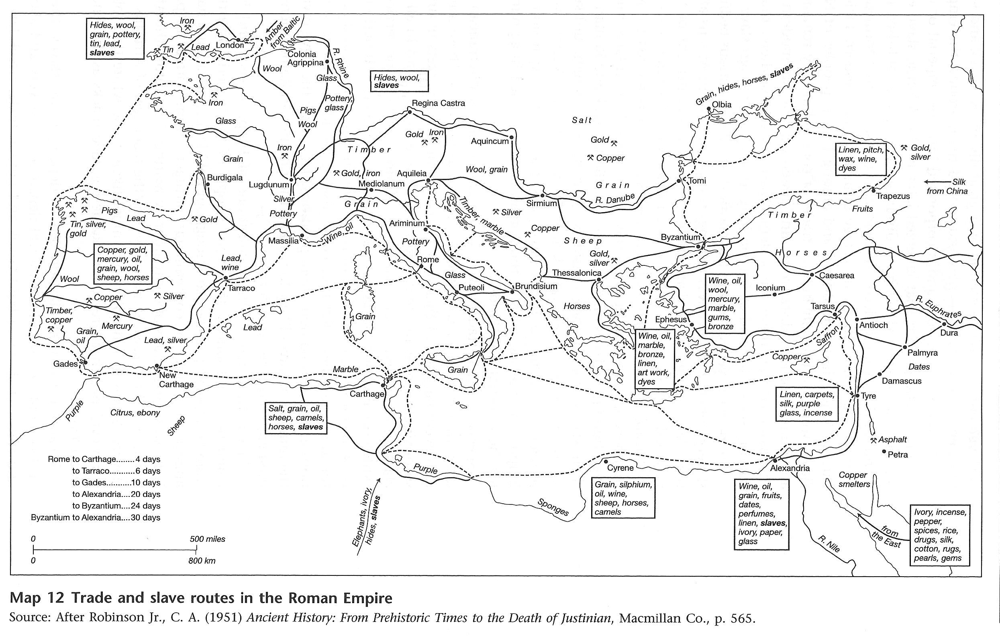 Hides, wool,
grain, pottery,
tin, lead,
slaves
Iron
Tin
Lead
London
Amber
from Baltic
Colonia
Agrippina
R. Rhine
Wool
Glass
Iron
Pottery,
glass
Pigs
Wool
Glass
Hides, wool,
slaves
Regina Castra
Gold
Iron
Aquincum
Salt
Gold
Copper
Grain, hides, horses, slaves
Olbia
Linen, pitch,
wax, wine,
dyes
Gold,
silver
Silk
from China
Iron
Timber
Grain
Burdigala
Lugdunum
Gold, iron
Mediolanum
Aquileia
Wool, grain
Grain
R. Danube
Sirmium
Tomi
Trapezus
Fruits
Timber
Silver
Grain
Pottery
Pigs
Lead
Gold
Tin, silver,
gold
Massilia
Wine, oil
Ariminum
Pottery
Timber, marble
Silver
Copper
Sheep
Byzantium
Horses
Gold,
silver
Copper, gold,
mercury, oil,
grain, wool,
sheep, horses
Lead,
wine
Rome
Glass
Puteoli
Brundisium
Thessalonica
Wool
Tarraco
Copper
Silver
Timber,
copper
Mercury
Grain,
oil
Lead, silver
Lead
Grain
Horses
Wine, oil,
wool,
mercury,
marble,
gums,
bronze
Iconium
Caesarea
Tarsus
R. Euphrates
Antioch
Dura
Ephesus
Wine, oil,
marble,
bronze,
linen,
art work,
dyes
Saffron
Copper
Palmyra
Dates
Damascus
Gades
New
Carthage
Marble
Grain
Carthage
Linen, carpets,
silk, purple
glass, incense
Tyre
Purple
Citrus, ebony
Sheep
Salt, grain, oil,
sheep, camels,
horses, slaves
Asphalt
Petra
Purple
Cyrene
Alexandria
Rome to Carthage........4 days
to Tarraco...........6 days
to Gades..........10 days
to Alexandria....20 days
to Byzantium....24 days
Byzantium to Alexandria....30 days
Elephants, ivory,
hides, slaves
Sponges
Grain, silphium,
oil, wine,
sheep, horses,
camels
Wine, oil,
grain, fruits,
dates,
perfumes,
linen, slaves,
ivory, paper,
glass
Copper
smelters
R. Nile
from
the East
Ivory, incense,
pepper,
spices, rice,
drugs, silk,
cotton, rugs,
pearls, gems
0 500 miles
0 800 km
Map 12 Trade and slave routes in the Roman Empire
Source: After Robinson Jr., C. A. (1951) Ancient History: From Prehistoric Times to the Death of Justinian, Macmillan Co., p. 565.